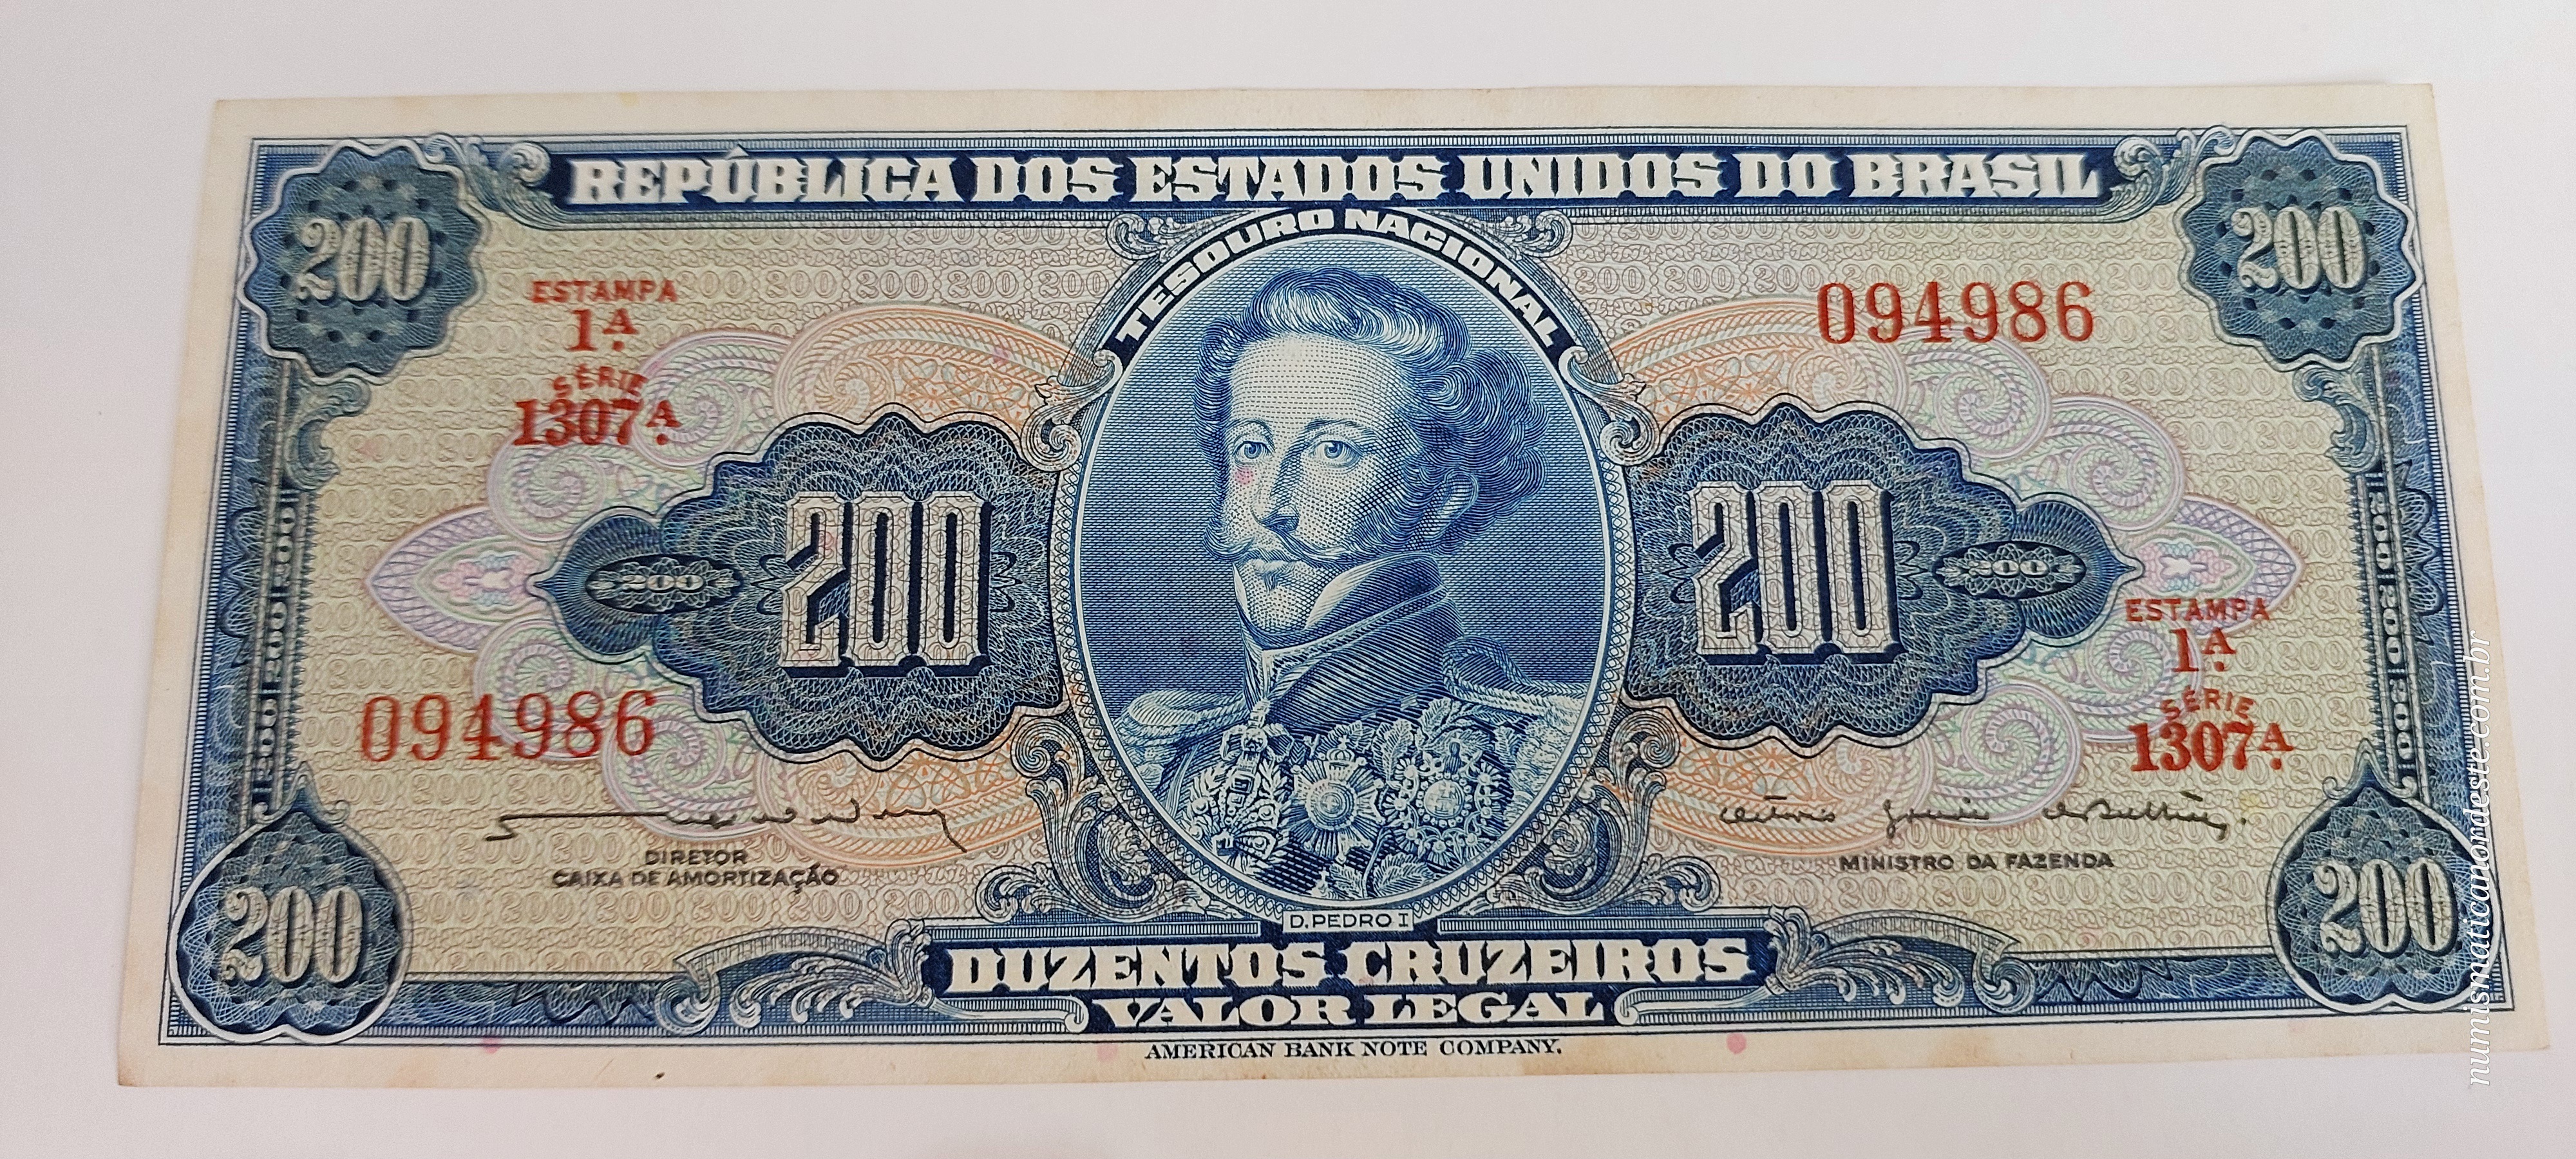 REPÚBLICA DOS ESTADOS UNIDOS DO BRASIL
TESOURO NACIONAL
200
200
ESTAMPA
1A.
SÉRIE
1307A.
094986
200
200
200
200
094986
ESTAMPA
1A.
SÉRIE
1307A.
DIRETOR
CAIXA DE AMORTIZAÇÃO
MINISTRO DA FAZENDA
200
200
D. PEDRO I
DUZENTOS CRUZEIROS
VALOR LEGAL
AMERICAN BANK NOTE COMPANY.
numismaticanordeste.com.br